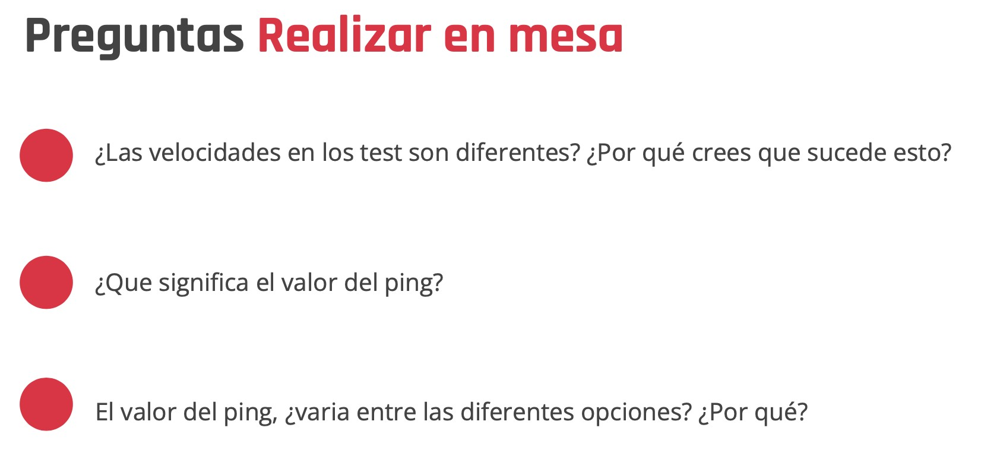 Preguntas Realizar en mesa
¿Las velocidades en los test son diferentes? ¿Por qué crees que sucede esto?
¿Que significa el valor del ping?
El valor del ping, ¿varia entre las diferentes opciones? ¿Por qué?